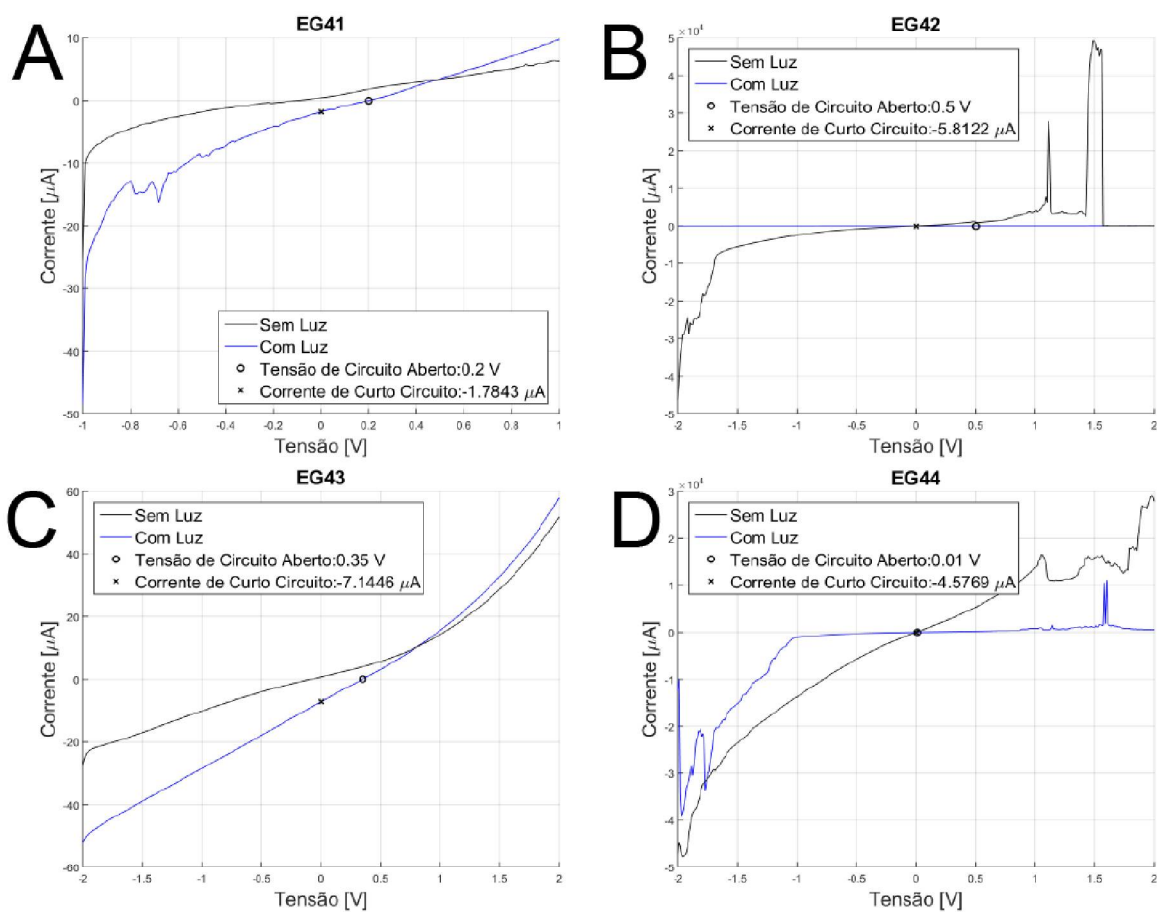 A
EG41
Corrente [µA]
10
0
-10
-20
-30
-40
-50
Sem Luz
Com Luz
Tensão de Circuito Aberto:0.2 V
Corrente de Curto Circuito:-1.7843 µA
-1 -0.8 -0.6 -0.4 -0.2 0 0.2 0.4 0.6 0.8 1
Tensão [V]
B
EG42
×10⁴
Corrente [µA]
5
4
3
2
1
0
-1
-2
-3
-4
-5
Sem Luz
Com Luz
Tensão de Circuito Aberto:0.5 V
Corrente de Curto Circuito:-5.8122 µA
-2 -1.5 -1 -0.5 0 0.5 1 1.5 2
Tensão [V]
C
EG43
Corrente [µA]
60
40
20
0
-20
-40
-60
Sem Luz
Com Luz
Tensão de Circuito Aberto:0.35 V
Corrente de Curto Circuito:-7.1446 µA
-2 -1.5 -1 -0.5 0 0.5 1 1.5 2
Tensão [V]
D
EG44
×10⁴
Corrente [µA]
3
2
1
0
-1
-2
-3
-4
-5
Sem Luz
Com Luz
Tensão de Circuito Aberto:0.01 V
Corrente de Curto Circuito:-4.5769 µA
-2 -1.5 -1 -0.5 0 0.5 1 1.5 2
Tensão [V]